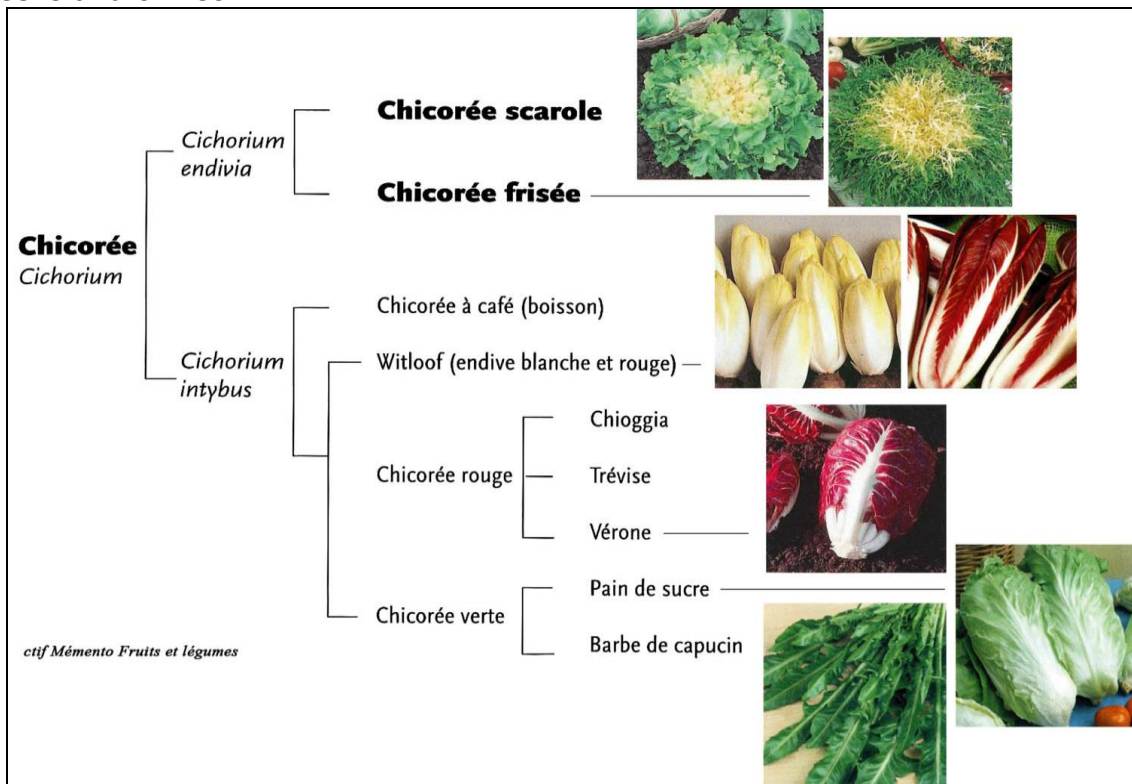 Chicorée scarole
Cichorium
endivia
Chicorée frisée
Chicorée
Cichorium
Chicorée à café (boisson)
Cichorium
intybus
Witloof (endive blanche et rouge)
Chioggia
Chicorée rouge
Trévise
Vérone
Pain de sucre
Chicorée verte
Barbe de capucin
ctif Mémento Fruits et légumes